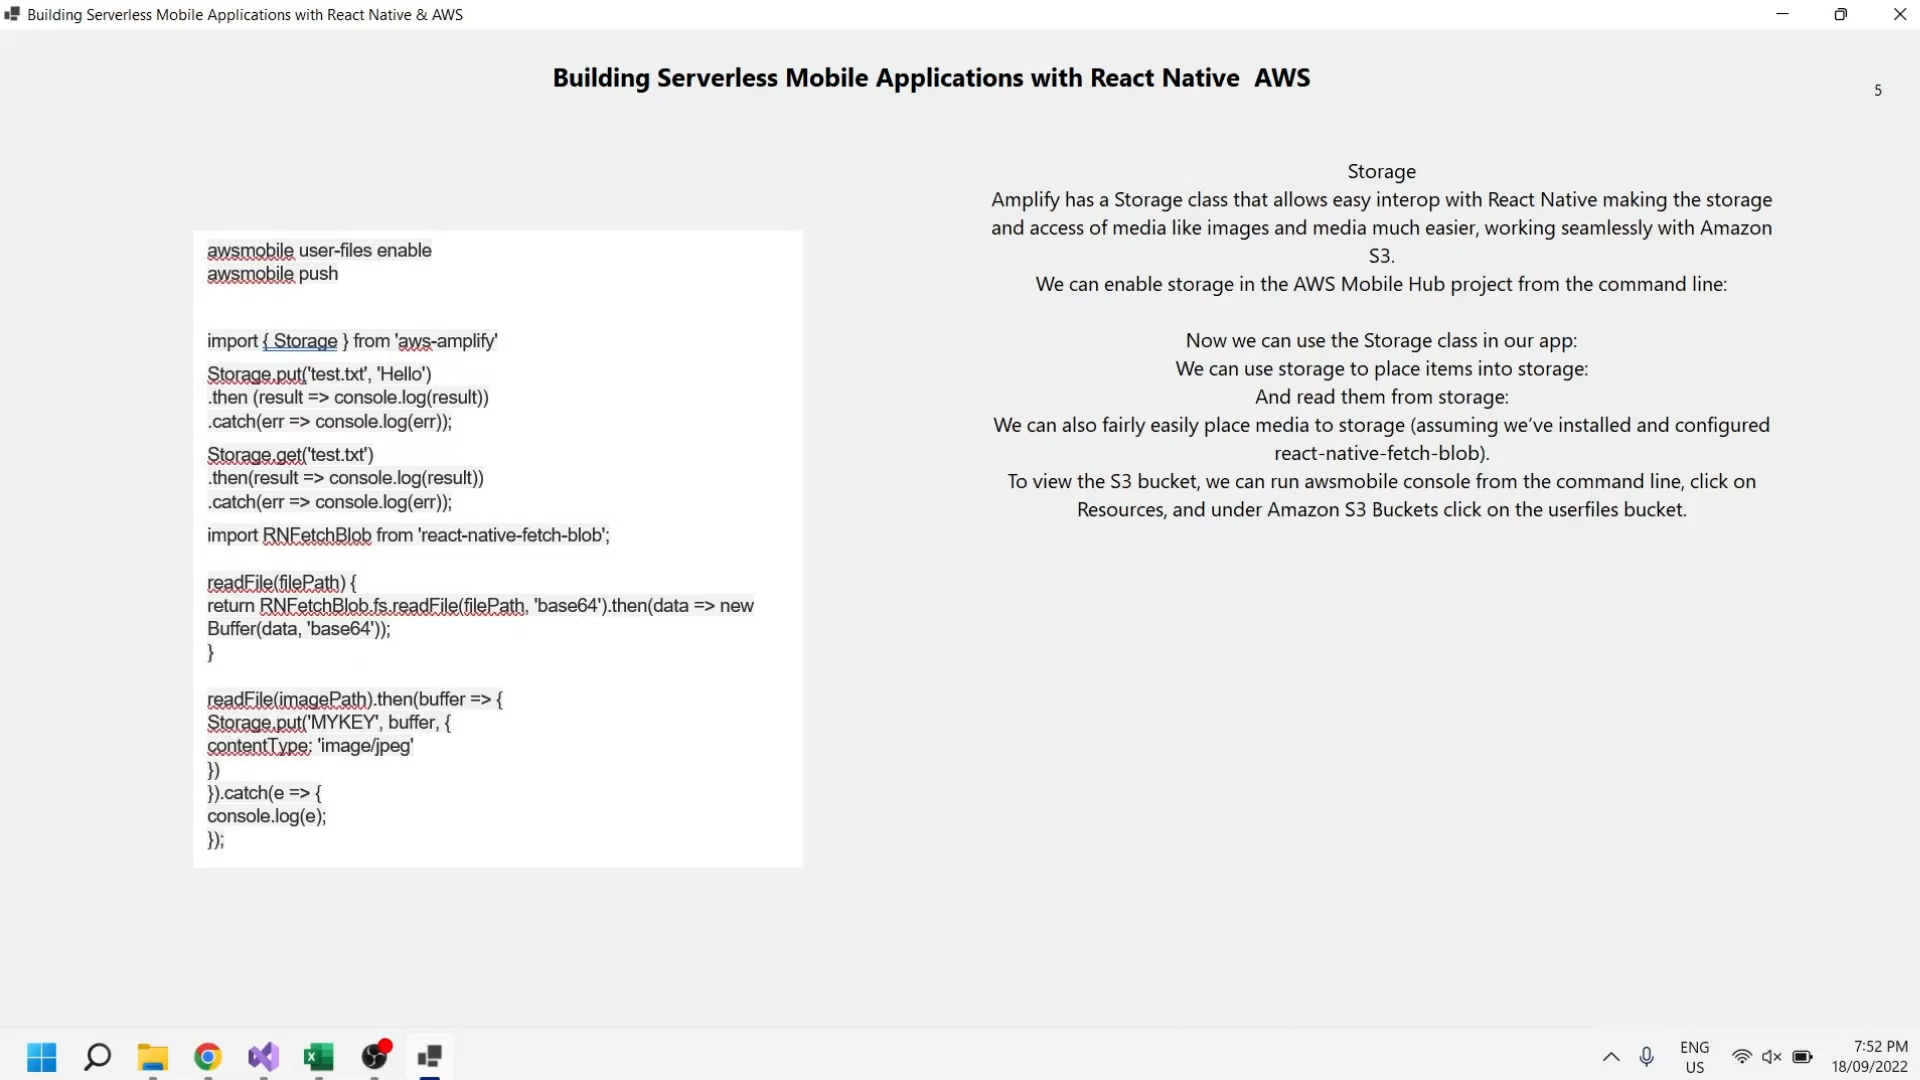 Building Serverless Mobile Applications with React Native & AWS
Building Serverless Mobile Applications with React Native  AWS
5
awsmobile user-files enable
awsmobile push
import { Storage } from 'aws-amplify'
Storage.put('test.txt', 'Hello')
.then (result => console.log(result))
.catch(err => console.log(err));
Storage.get('test.txt')
.then(result => console.log(result))
.catch(err => console.log(err));
import RNFetchBlob from 'react-native-fetch-blob';
readFile(filePath) {
return RNFetchBlob.fs.readFile(filePath, 'base64').then(data => new
Buffer(data, 'base64'));
}
readFile(imagePath).then(buffer => {
Storage.put('MYKEY', buffer, {
contentType: 'image/jpeg'
})
}).catch(e => {
console.log(e);
});
Storage
Amplify has a Storage class that allows easy interop with React Native making the storage
and access of media like images and media much easier, working seamlessly with Amazon
S3.
We can enable storage in the AWS Mobile Hub project from the command line:
Now we can use the Storage class in our app:
We can use storage to place items into storage:
And read them from storage:
We can also fairly easily place media to storage (assuming we’ve installed and configured
react-native-fetch-blob).
To view the S3 bucket, we can run awsmobile console from the command line, click on
Resources, and under Amazon S3 Buckets click on the userfiles bucket.
ENG
US
7:52 PM
18/09/2022